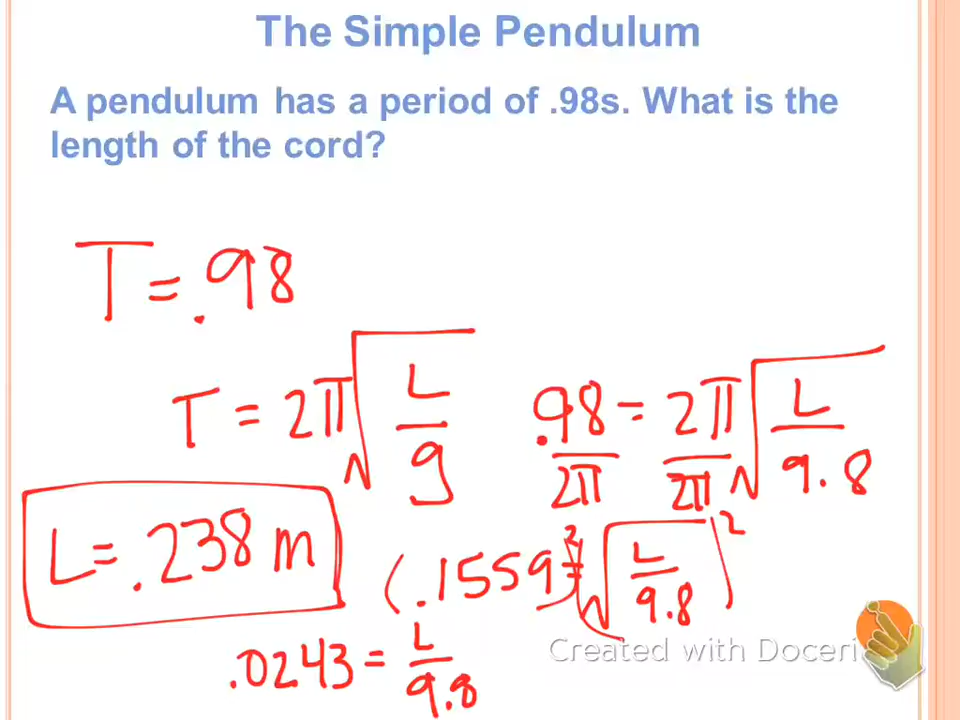 The Simple Pendulum
A pendulum has a period of .98s. What is the
length of the cord?
T = .98
T = 2π√(L/g)
.98/2π = 2π/2π √(L/9.8)
(.1559)² = (√(L/9.8))²
.0243 = L/9.8
L = .238 m
Created with Doceri